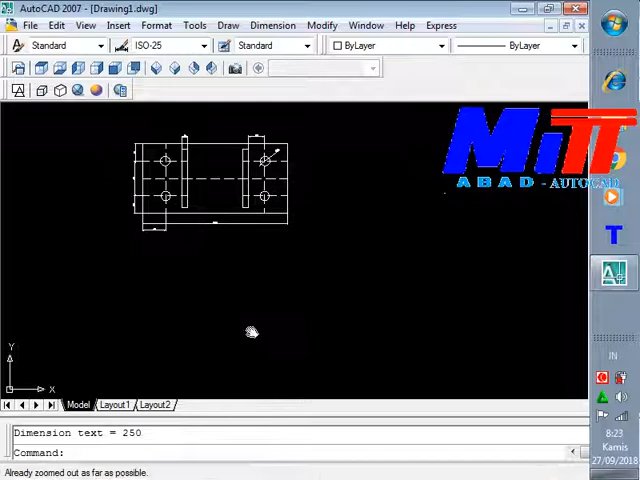 AutoCAD 2007 - [Drawing1.dwg]
File Edit View Insert Format Tools Draw Dimension Modify Window Help Express
Standard ISO-25 Standard ByLayer ByLayer
MiTT
ABAD - AUTOCAD
T
Y
X
IN
Model Layout1 Layout2
8:23
Kamis
27/09/2018
Dimension text = 250
Command:
Already zoomed out as far as possible.